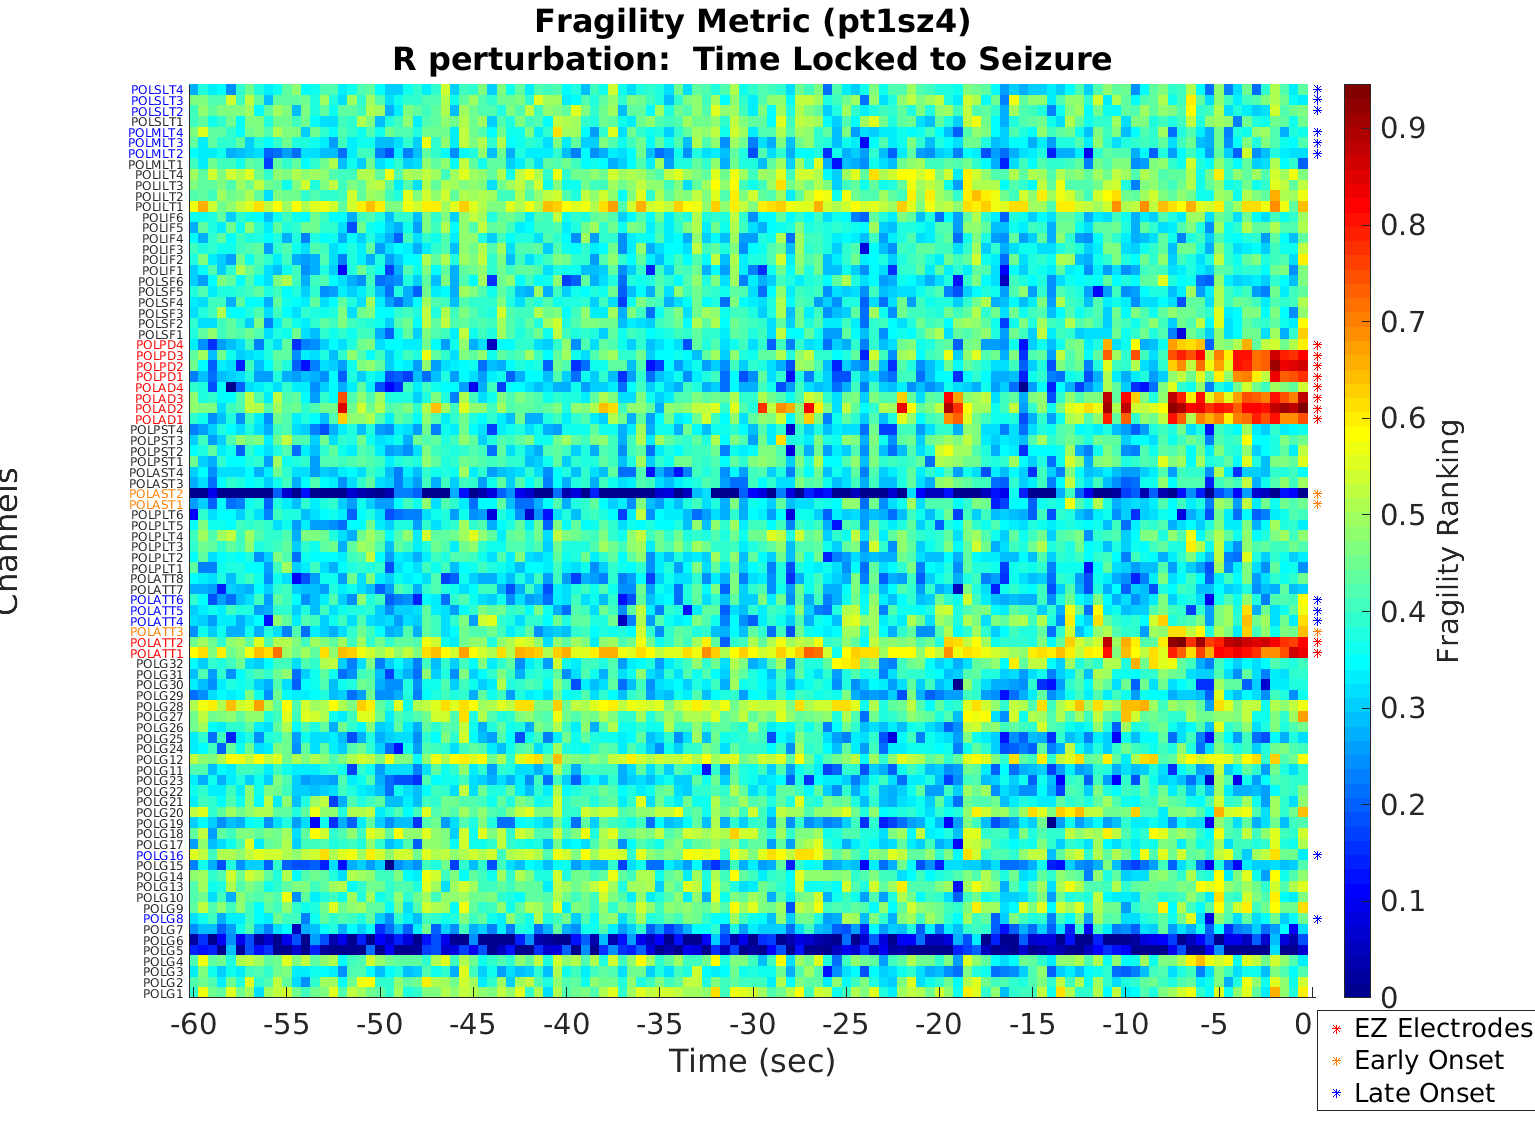 Fragility Metric (pt1sz4)
R perturbation:  Time Locked to Seizure
POLSLT4
POLSLT3
POLSLT2
POLSLT1
POLMLT4
POLMLT3
POLMLT2
POLMLT1
POLILT4
POLILT3
POLILT2
POLILT1
POLIF6
POLIF5
POLIF4
POLIF3
POLIF2
POLIF1
POLSF6
POLSF5
POLSF4
POLSF3
POLSF2
POLSF1
POLPD4
POLPD3
POLPD2
POLPD1
POLAD4
POLAD3
POLAD2
POLAD1
POLPST4
POLPST3
POLPST2
POLPST1
POLAST4
POLAST3
POLAST2
POLAST1
POLPLT6
POLPLT5
POLPLT4
POLPLT3
POLPLT2
POLPLT1
POLATT8
POLATT7
POLATT6
POLATT5
POLATT4
POLATT3
POLATT2
POLATT1
POLG32
POLG31
POLG30
POLG29
POLG28
POLG27
POLG26
POLG25
POLG24
POLG12
POLG11
POLG23
POLG22
POLG21
POLG20
POLG19
POLG18
POLG17
POLG16
POLG15
POLG14
POLG13
POLG10
POLG9
POLG8
POLG7
POLG6
POLG5
POLG4
POLG3
POLG2
POLG1
Channels
-60 -55 -50 -45 -40 -35 -30 -25 -20 -15 -10 -5 0
Time (sec)
0.9
0.8
0.7
0.6
0.5
0.4
0.3
0.2
0.1
0
Fragility Ranking
EZ Electrodes
Early Onset
Late Onset